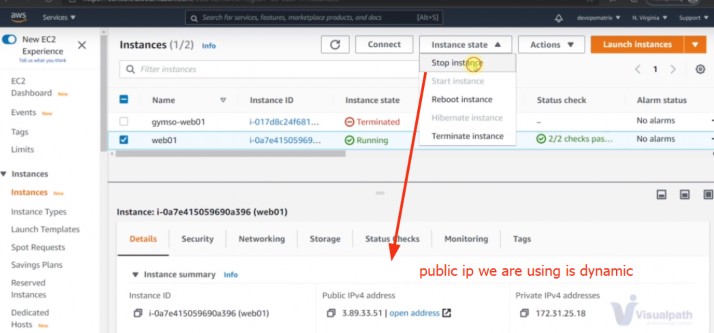 aws
Services ▼
Search for services, features, marketplace products, and docs
[Alt+S]
devopsmatrix ▼
N. Virginia ▼
Support ▼
New EC2
Experience
Tell us what you think
Instances (1/2) Info
Connect
Instance state ▲
Actions ▼
Launch instances ▼
Filter instances
1
Stop instance
Start instance
Reboot instance
Hibernate instance
Terminate instance
EC2
Dashboard New
Events New
Tags
Limits
▼ Instances
Instances New
Instance Types
Launch Templates
Spot Requests
Savings Plans
Reserved
Instances
Dedicated
Hosts New
Name
Instance ID
Instance state
Status check
Alarm status
gymso-web01
i-017d8c24f681...
Terminated
–
No alarms
web01
i-0a7e41505969...
Running
2/2 checks pas...
No alarms
Instance: i-0a7e415059690a396 (web01)
Details
Security
Networking
Storage
Status Checks
Monitoring
Tags
▼ Instance summary Info
public ip we are using is dynamic
Instance ID
Public IPv4 address
Private IPv4 addresses
i-0a7e415059690a396 (web01)
3.89.33.51 | open address
172.31.25.18
Visualpath